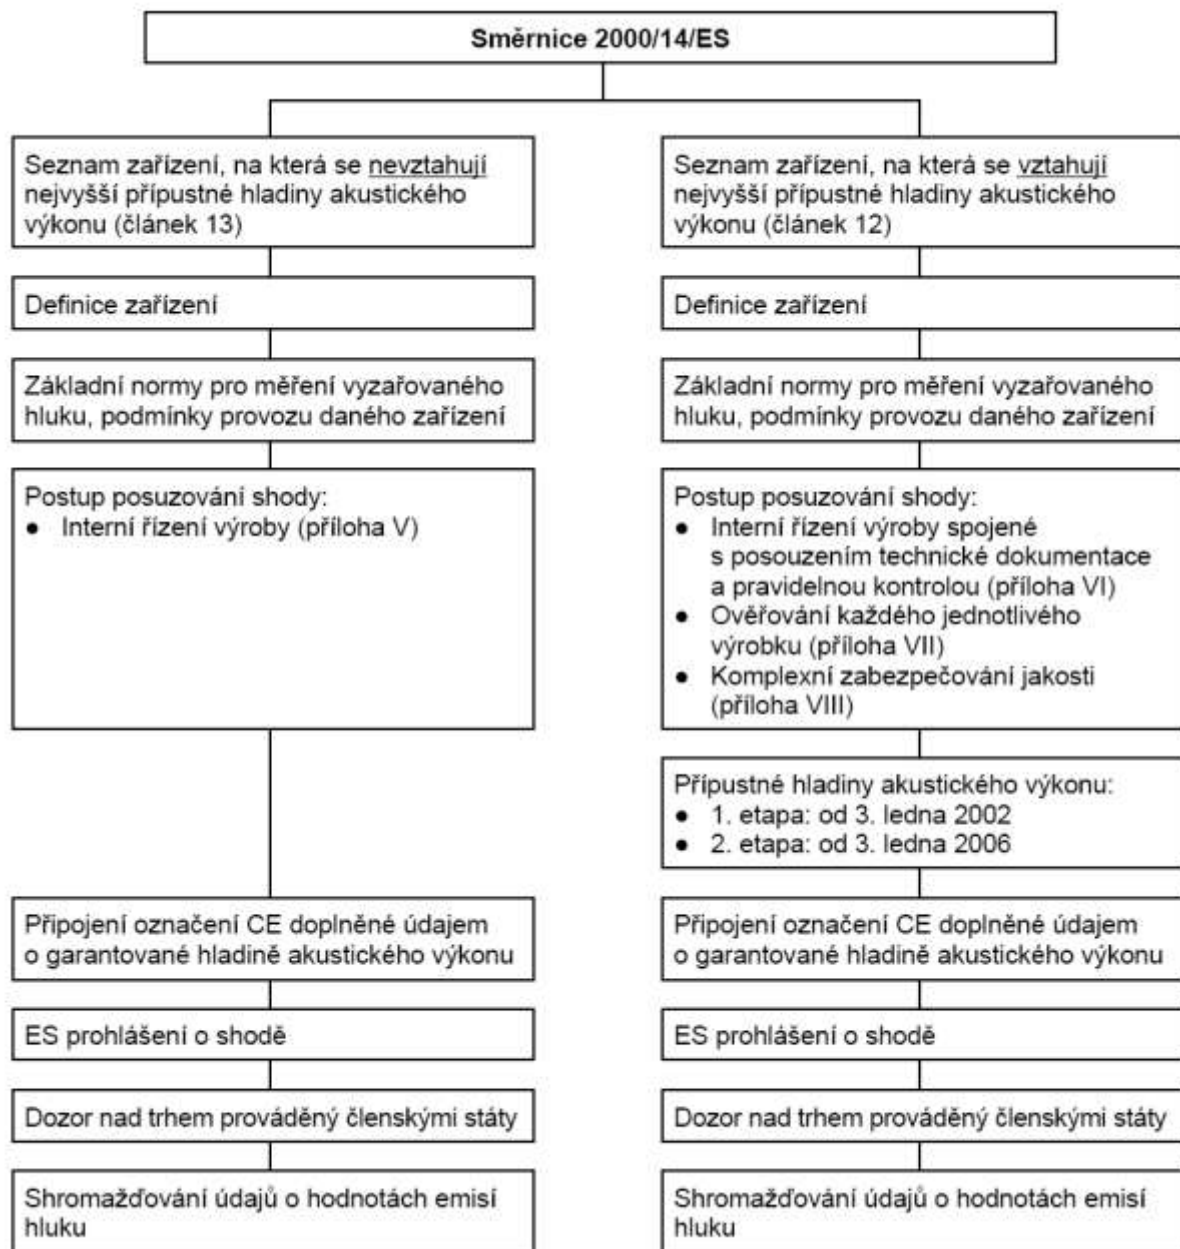 Směrnice 2000/14/ES
Seznam zařízení, na která se nevztahují
nejvyšší přípustné hladiny akustického
výkonu (článek 13)
Definice zařízení
Základní normy pro měření vyzařovaného
hluku, podmínky provozu daného zařízení
Postup posuzování shody:
● Interní řízení výroby (příloha V)
Připojení označení CE doplněné údajem
o garantované hladině akustického výkonu
ES prohlášení o shodě
Dozor nad trhem prováděný členskými státy
Shromažďování údajů o hodnotách emisí
hluku
Seznam zařízení, na která se vztahují
nejvyšší přípustné hladiny akustického
výkonu (článek 12)
Definice zařízení
Základní normy pro měření vyzařovaného
hluku, podmínky provozu daného zařízení
Postup posuzování shody:
● Interní řízení výroby spojené
s posouzením technické dokumentace
a pravidelnou kontrolou (příloha VI)
● Ověřování každého jednotlivého
výrobku (příloha VII)
● Komplexní zabezpečování jakosti
(příloha VIII)
Přípustné hladiny akustického výkonu:
● 1. etapa: od 3. ledna 2002
● 2. etapa: od 3. ledna 2006
Připojení označení CE doplněné údajem
o garantované hladině akustického výkonu
ES prohlášení o shodě
Dozor nad trhem prováděný členskými státy
Shromažďování údajů o hodnotách emisí
hluku